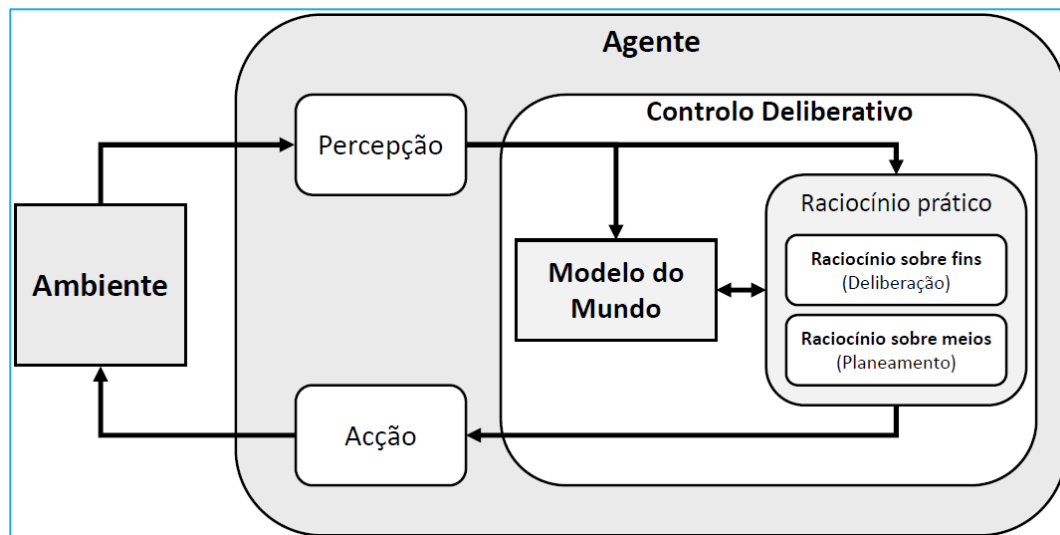 Agente
Controlo Deliberativo
Percepção
Raciocínio prático
Raciocínio sobre fins
(Deliberação)
Ambiente
Modelo do
Mundo
Raciocínio sobre meios
(Planeamento)
Acção